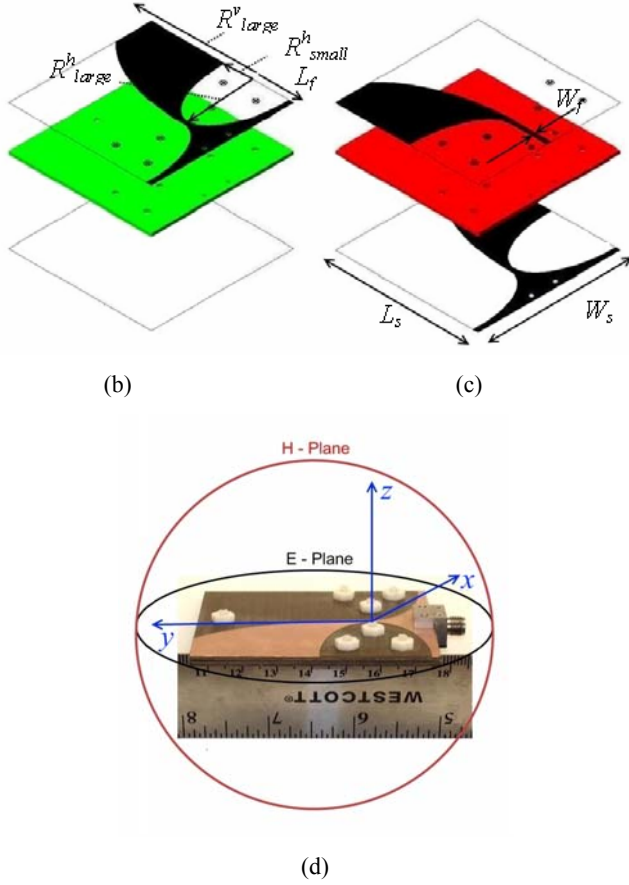 R^v_large
R^h_small
R^h_large
L_f
W_f
L_s
W_s
(b)
(c)
H - Plane
z
E - Plane
x
y
11 12 13 14 15 16 17 18
WESTCOTT®
8 7 6 5
(d)